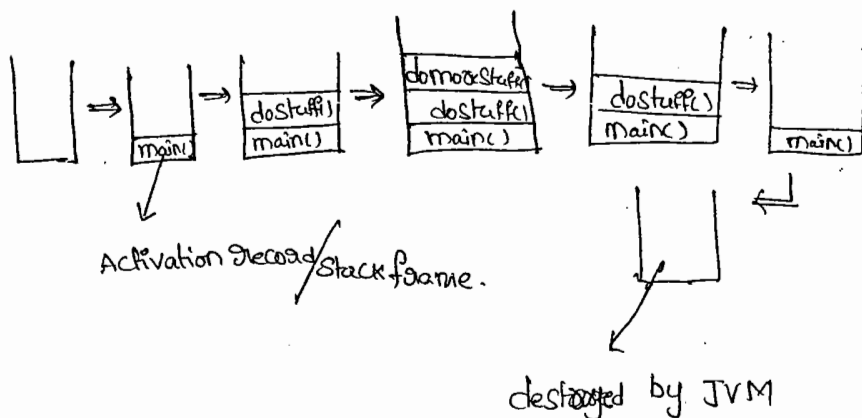 main()
doStuff()
main()
domoreStuff()
doStuff()
main()
doStuff()
main()
main()
Activation record/Stack frame.
destroyed by JVM